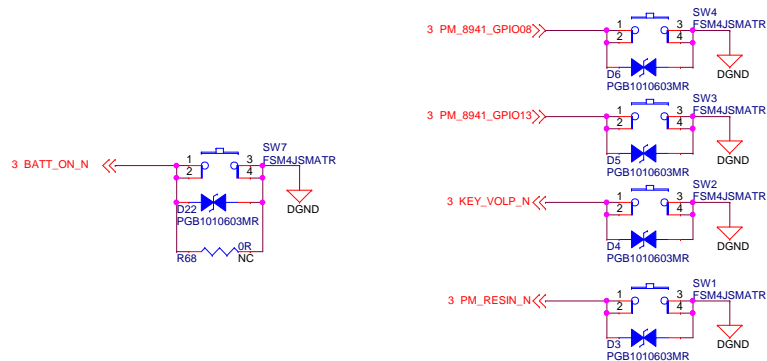 3 BATT_ON_N
1
2
3
4
SW7
FSM4JSMATR
D22
PGB1010603MR
R68
0R
NC
DGND
3 PM_8941_GPIO08
1
2
3
4
SW4
FSM4JSMATR
D6
PGB1010603MR
DGND
3 PM_8941_GPIO13
1
2
3
4
SW3
FSM4JSMATR
D5
PGB1010603MR
DGND
3 KEY_VOLP_N
1
2
3
4
SW2
FSM4JSMATR
D4
PGB1010603MR
DGND
3 PM_RESIN_N
1
2
3
4
SW1
FSM4JSMATR
D3
PGB1010603MR
DGND